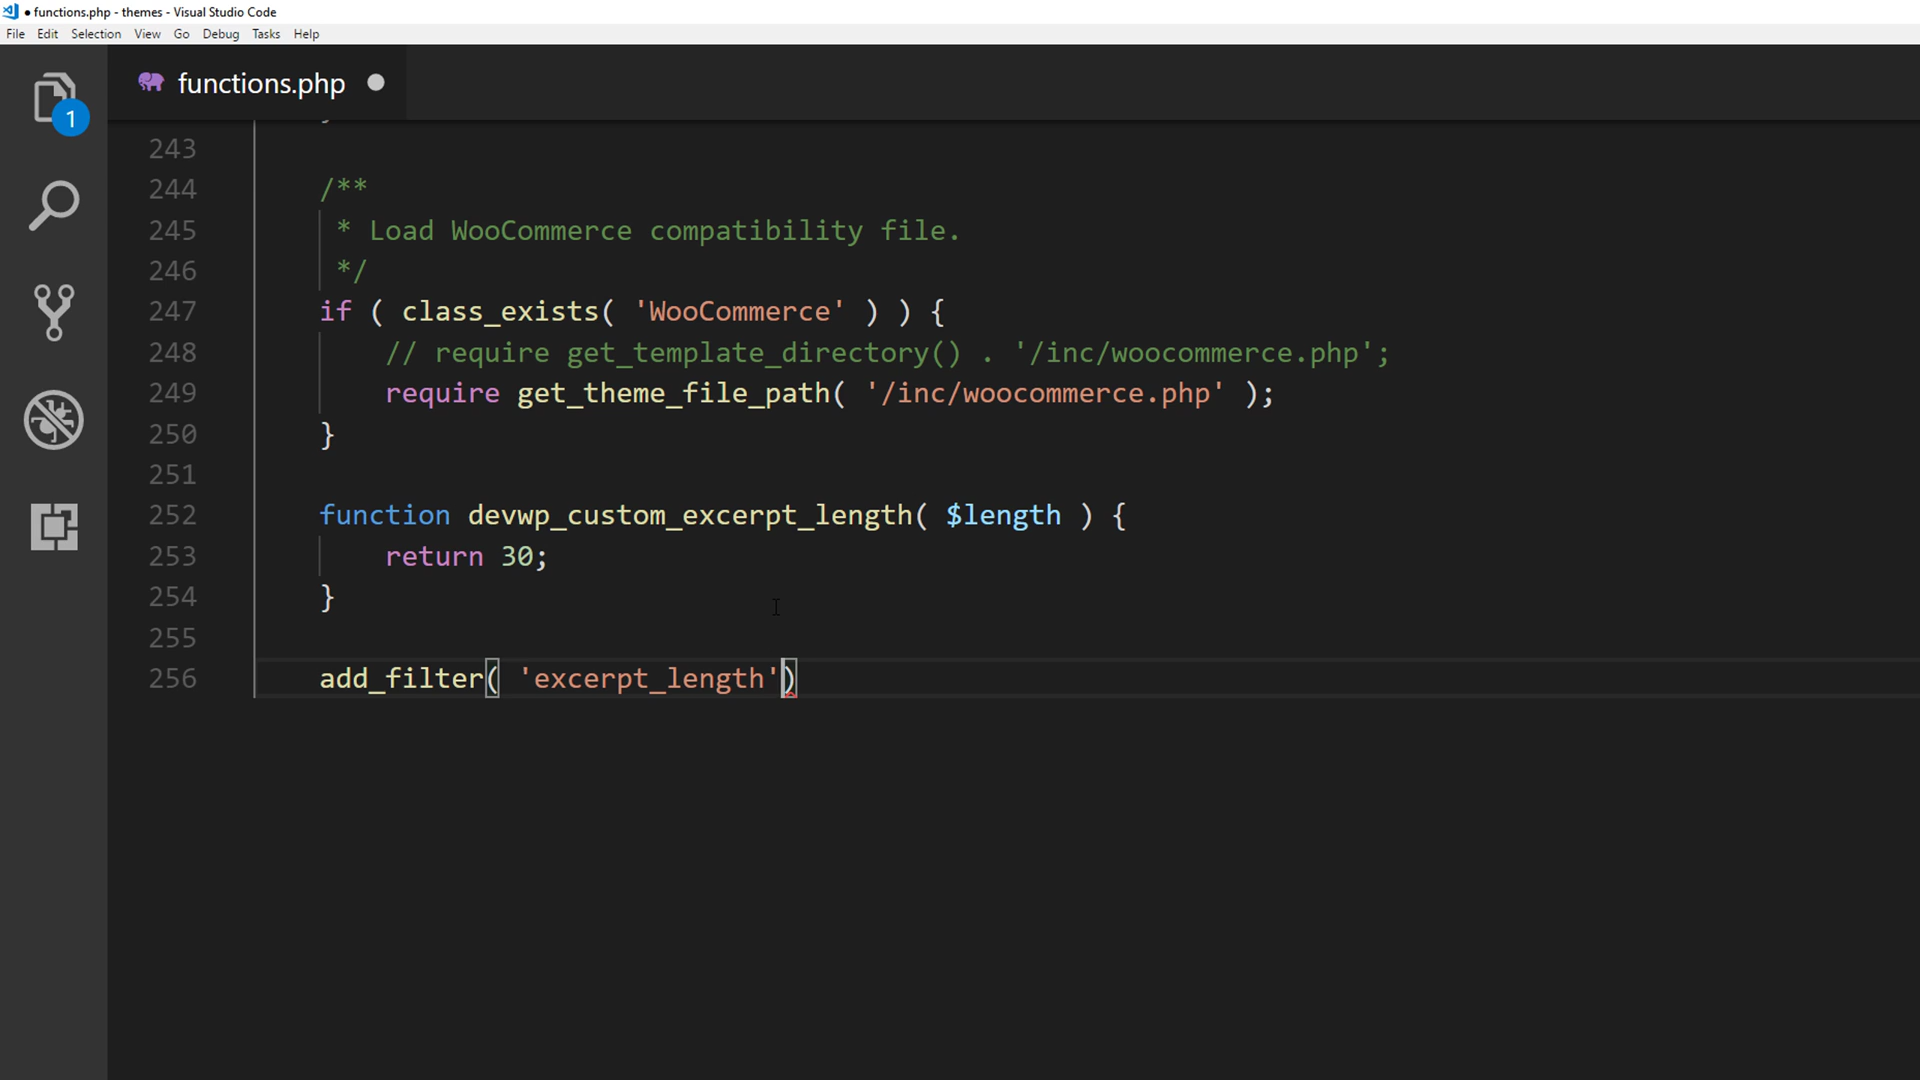 ● functions.php - themes - Visual Studio Code
File Edit Selection View Go Debug Tasks Help
functions.php ●
1
243
244 /**
245 * Load WooCommerce compatibility file.
246 */
247 if ( class_exists( 'WooCommerce' ) ) {
248 // require get_template_directory() . '/inc/woocommerce.php';
249 require get_theme_file_path( '/inc/woocommerce.php' );
250 }
251
252 function devwp_custom_excerpt_length( $length ) {
253 return 30;
254 }
255
256 add_filter( 'excerpt_length')